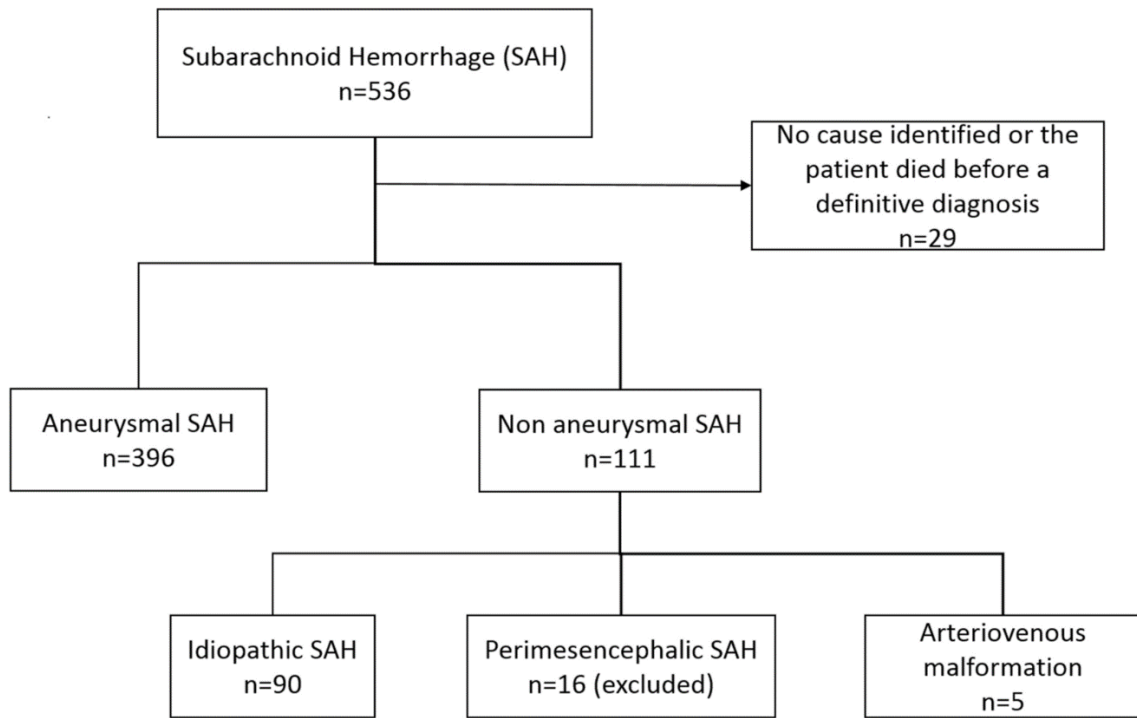 Subarachnoid Hemorrhage (SAH)
n=536
No cause identified or the
patient died before a
definitive diagnosis
n=29
Aneurysmal SAH
n=396
Non aneurysmal SAH
n=111
Idiopathic SAH
n=90
Perimesencephalic SAH
n=16 (excluded)
Arteriovenous
malformation
n=5